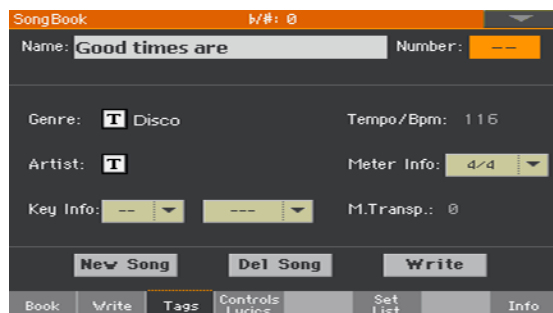 SongBook b/#: 0
Name: Good times are Number: --
Genre: T Disco Tempo/Bpm: 116
Artist: T Meter Info: 4/4
Key Info: -- --- M.Transp.: 0
New Song Del Song Write
Book Write Tags Controls Lyrics Set List Info